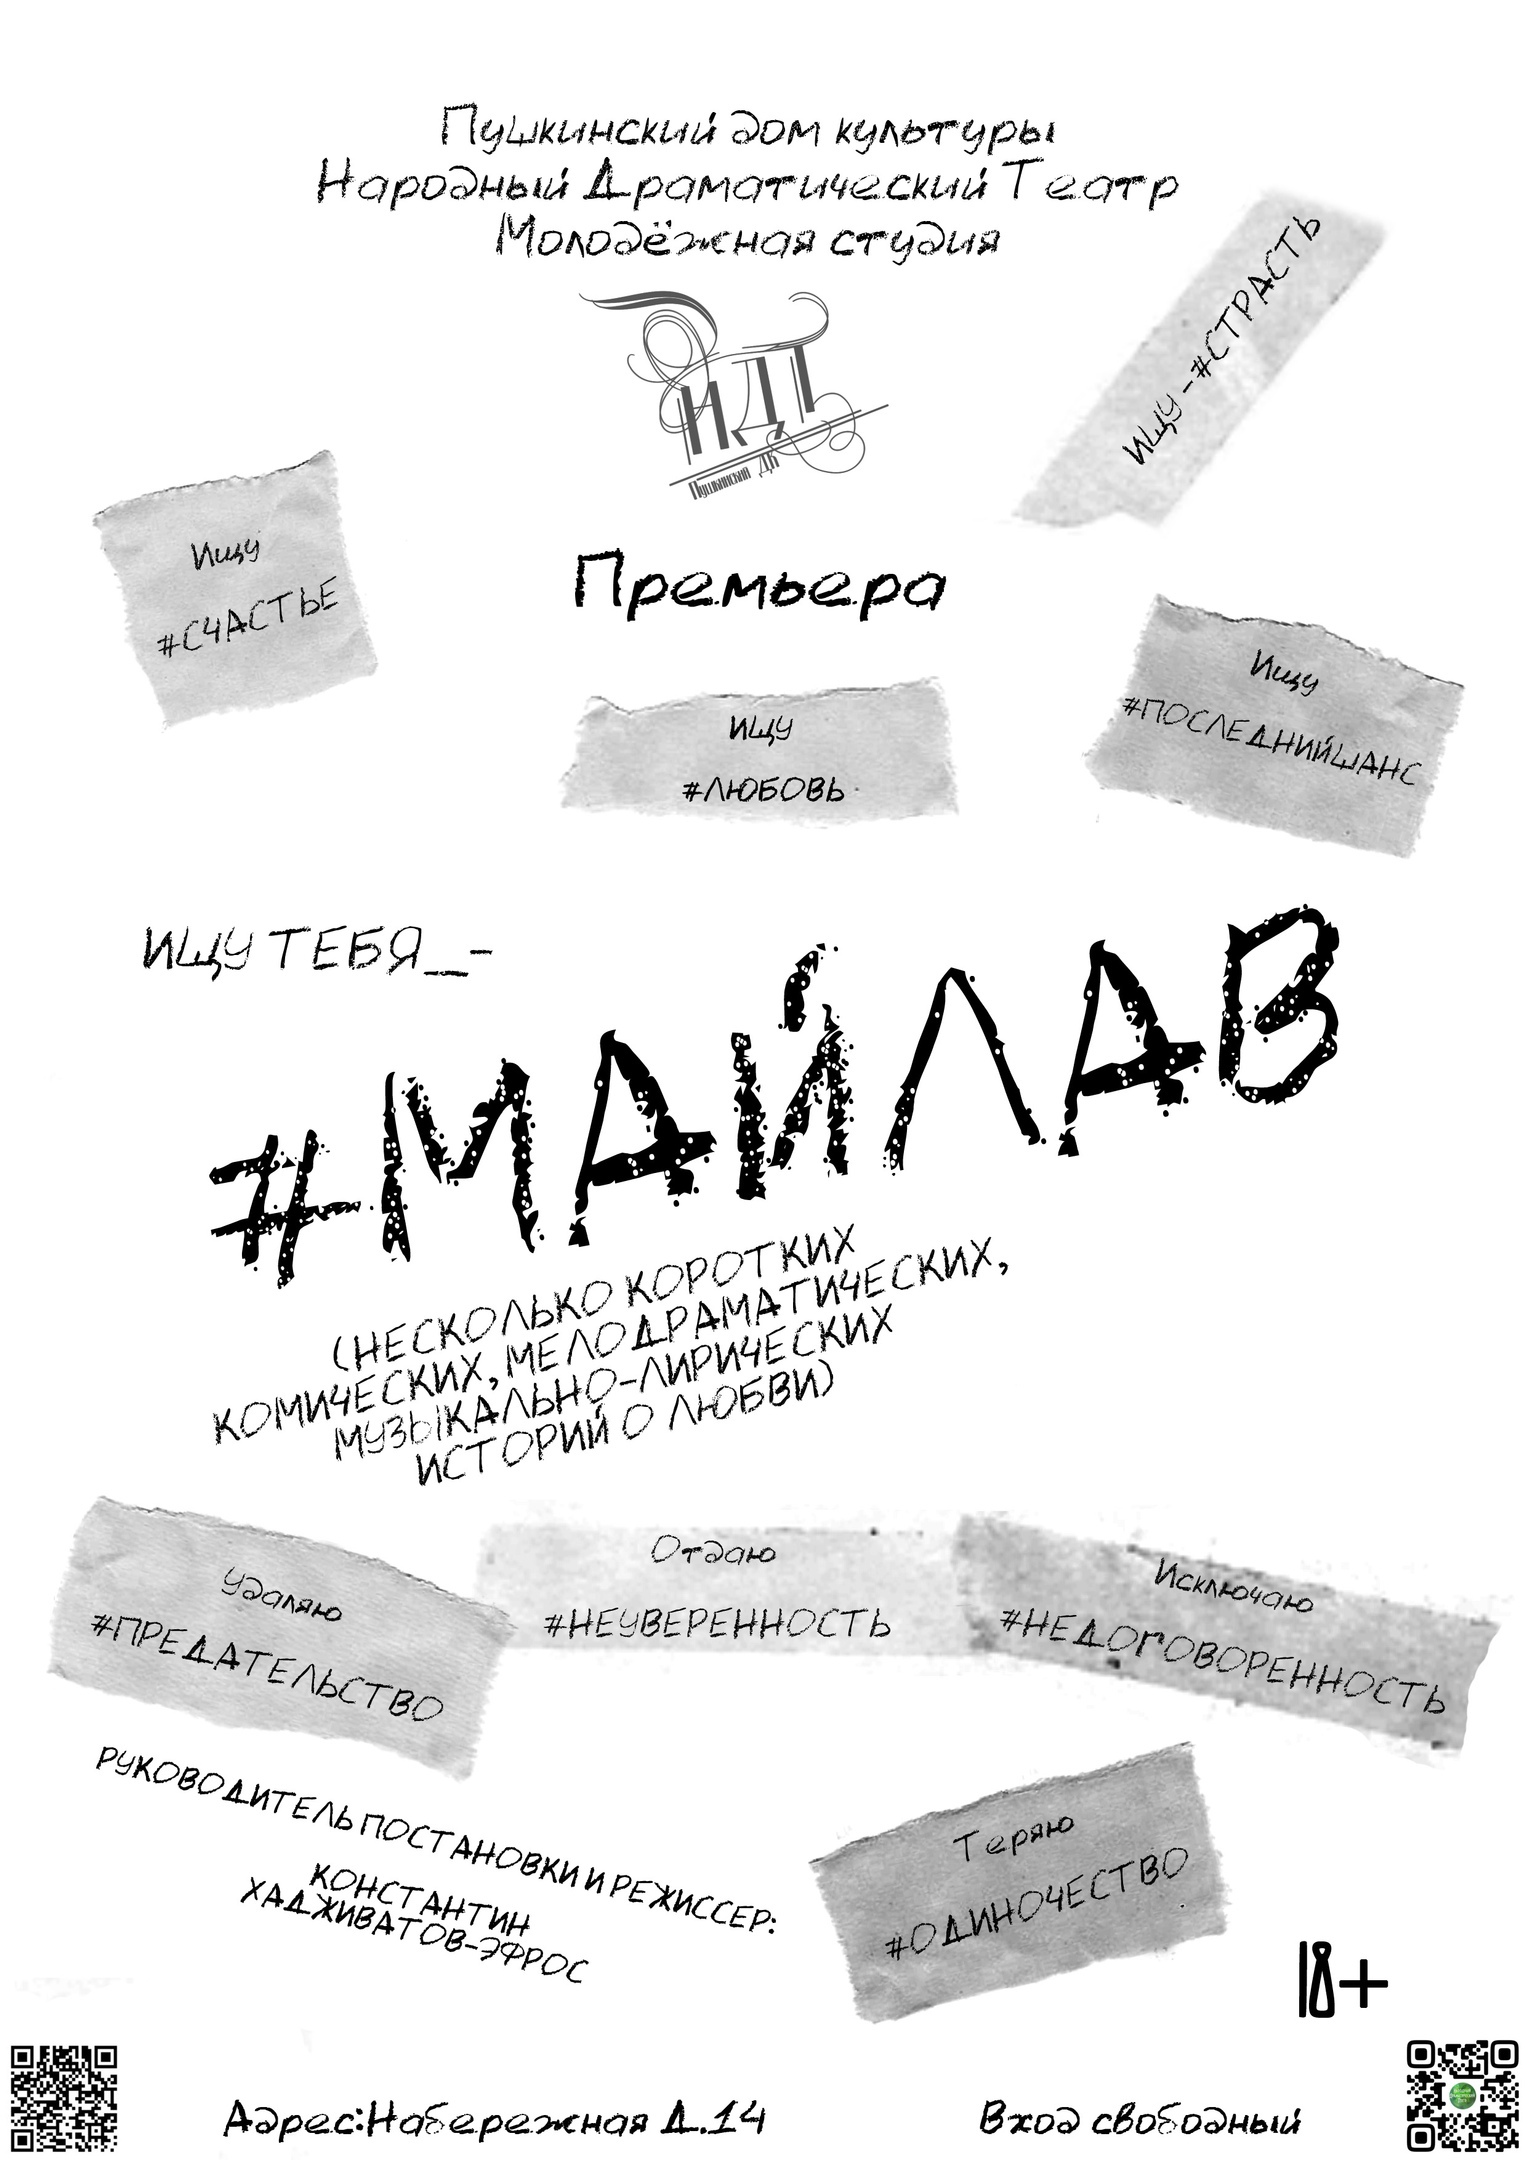 Пушкинский дом культуры
Народный Драматический Театр
Молодёжная студия
НДТ
Пушкинский ДК
Ищу - #СТРАСТЬ
Ищу
#СЧАСТЬЕ
Премьера
Ищу
#ПОСЛЕДНИЙШАНС
ИЩУ
#ЛЮБОВЬ
ИЩУ ТЕБЯ__-
#МАЙЛАВ
(НЕСКОЛЬКО КОРОТКИХ
КОМИЧЕСКИХ, МЕЛОДРАМАТИЧЕСКИХ,
МУЗЫКАЛЬНО-ЛИРИЧЕСКИХ
ИСТОРИЙ О ЛЮБВИ)
Удаляю
#ПРЕДАТЕЛЬСТВО
Отдаю
#НЕУВЕРЕННОСТЬ
Исключаю
#НЕДОГОВОРЕННОСТЬ
РУКОВОДИТЕЛЬ ПОСТАНОВКИ И РЕЖИССЕР:
КОНСТАНТИН
ХАДЖИВАТОВ-ЭФРОС
Теряю
#ОДИНОЧЕСТВО
18+
Адрес:Набережная Д.14
Вход свободный